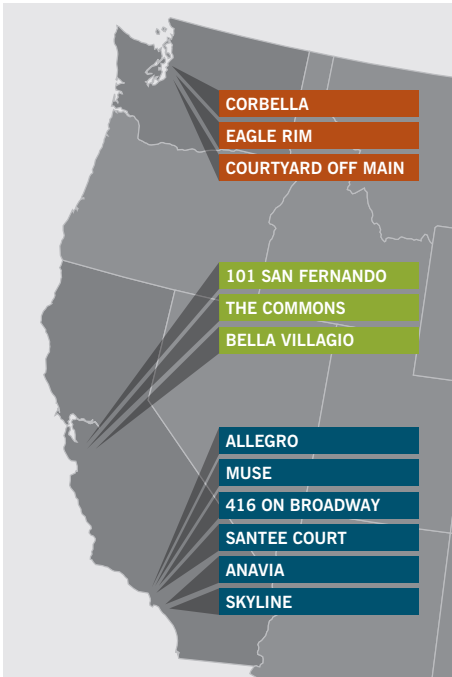 CORBELLA
EAGLE RIM
COURTYARD OFF MAIN
101 SAN FERNANDO
THE COMMONS
BELLA VILLAGIO
ALLEGRO
MUSE
416 ON BROADWAY
SANTEE COURT
ANAVIA
SKYLINE